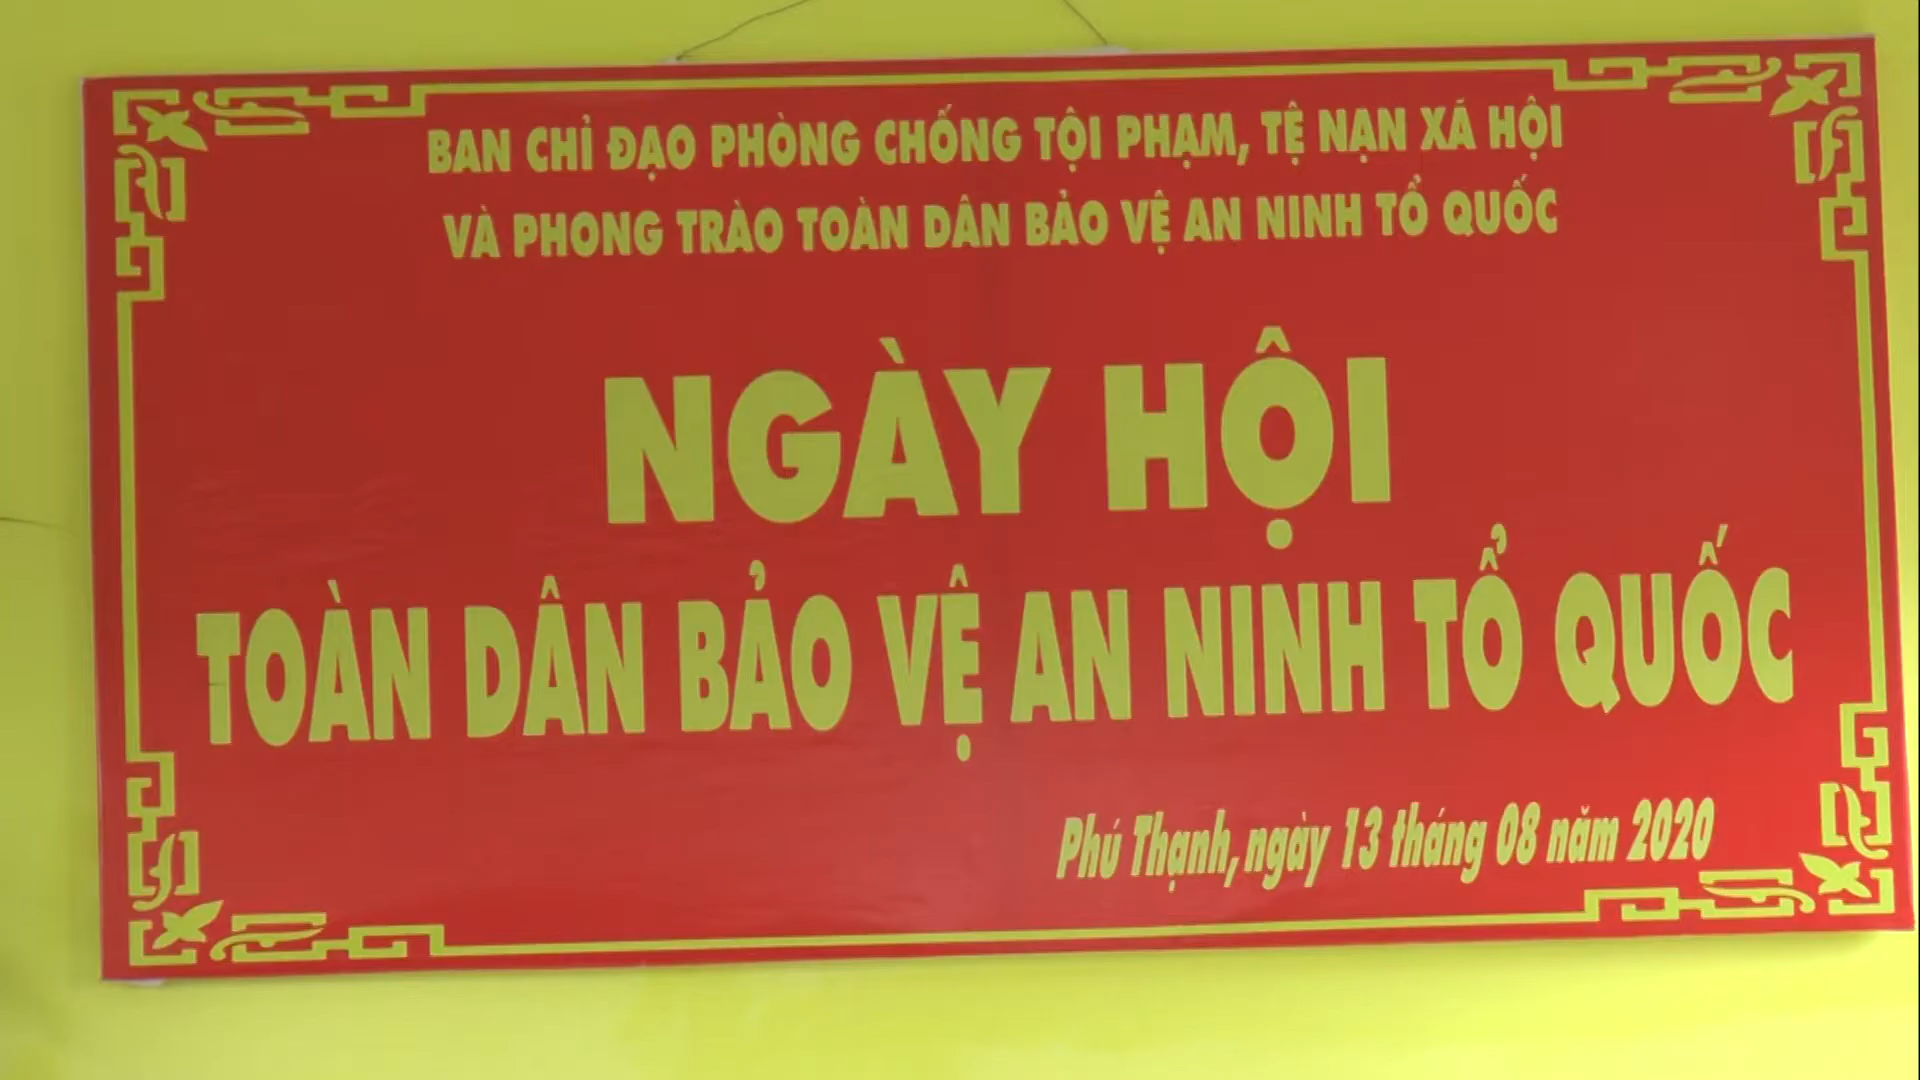 BAN CHỈ ĐẠO PHÒNG CHỐNG TỘI PHẠM, TỆ NẠN XÃ HỘI
VÀ PHONG TRÀO TOÀN DÂN BẢO VỆ AN NINH TỔ QUỐC
NGÀY HỘI
TOÀN DÂN BẢO VỆ AN NINH TỔ QUỐC
Phú Thạnh, ngày 13 tháng 08 năm 2020